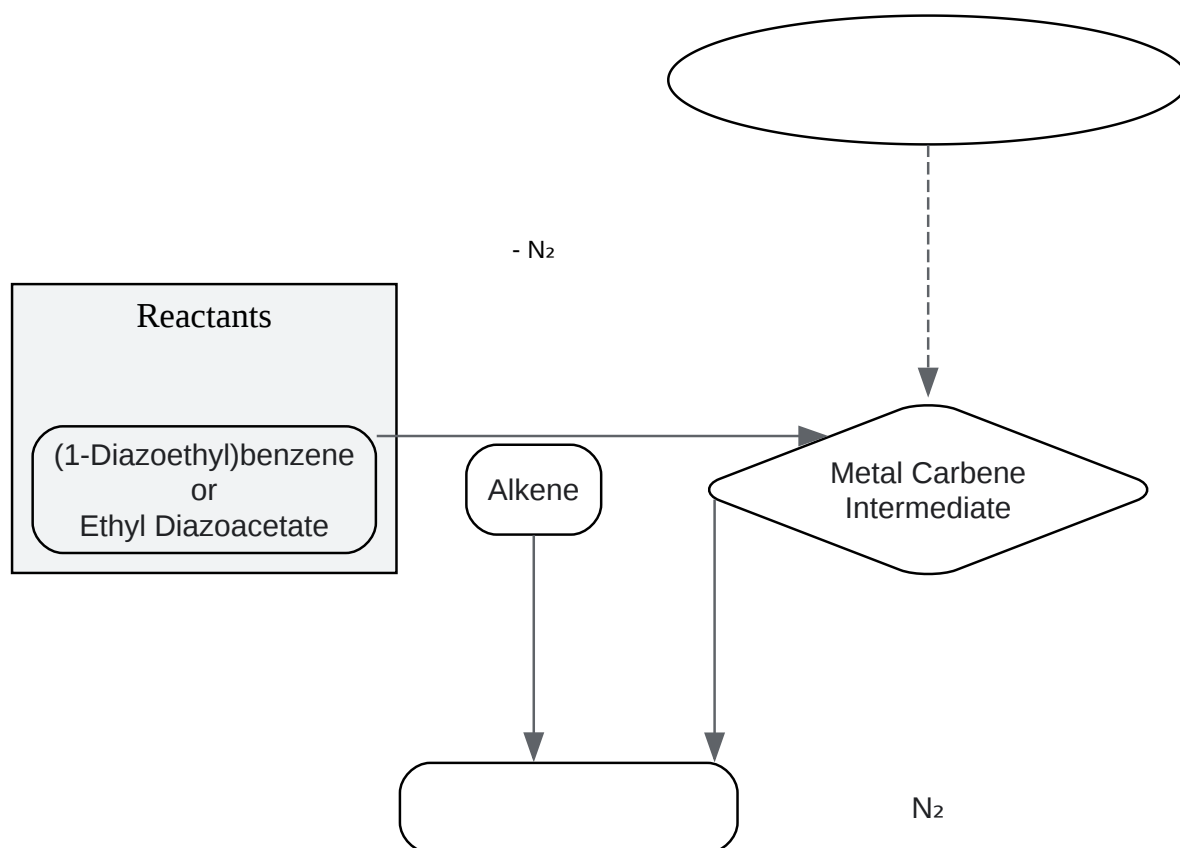 - N₂
Reactants
(1-Diazoethyl)benzene
or
Ethyl Diazoacetate
Alkene
Metal Carbene
Intermediate
N₂